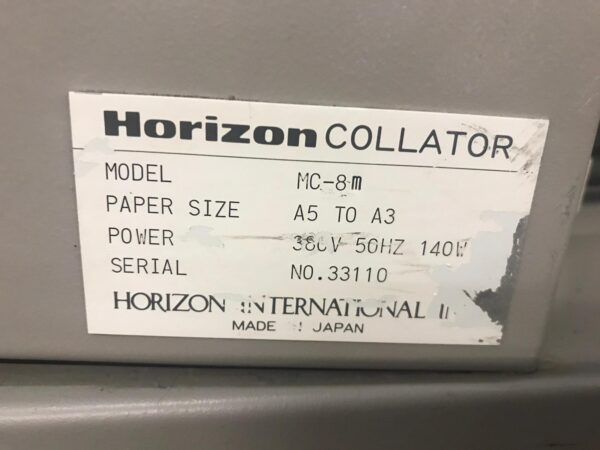 Horizon COLLATOR
MODEL MC-8m
PAPER SIZE A5 TO A3
POWER 380V 50HZ 140W
SERIAL NO.33110
HORIZON INTERNATIONAL
MADE JAPAN